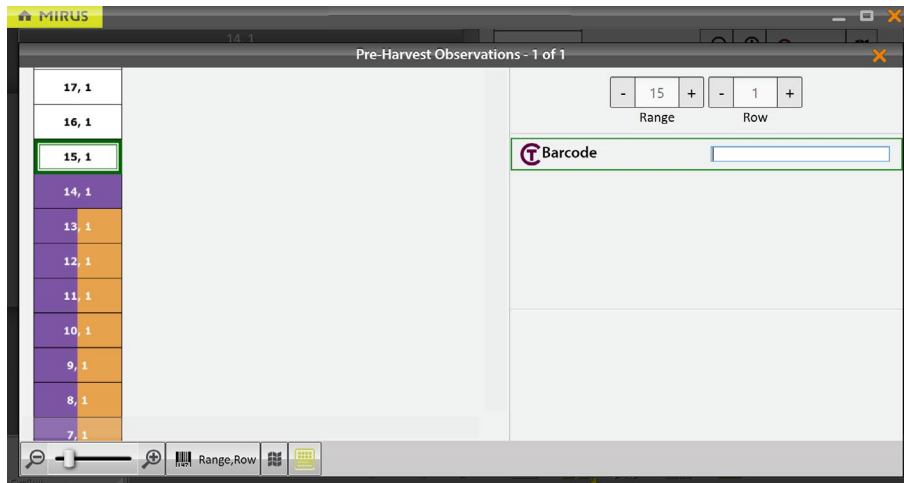 MIRUS
14, 1
Pre-Harvest Observations - 1 of 1
17, 1
16, 1
15, 1
14, 1
13, 1
12, 1
11, 1
10, 1
9, 1
8, 1
7, 1
- 15 + - 1 +
Range Row
T Barcode
Range,Row